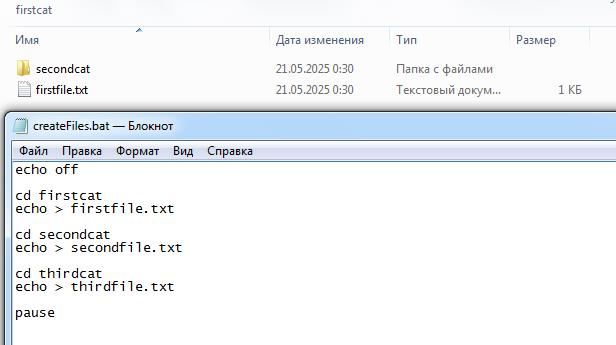 firstcat
Имя Дата изменения Тип Размер
secondcat 21.05.2025 0:30 Папка с файлами
firstfile.txt 21.05.2025 0:30 Текстовый докум... 1 КБ
createFiles.bat — Блокнот
Файл Правка Формат Вид Справка
echo off
cd firstcat
echo > firstfile.txt
cd secondcat
echo > secondfile.txt
cd thirdcat
echo > thirdfile.txt
pause